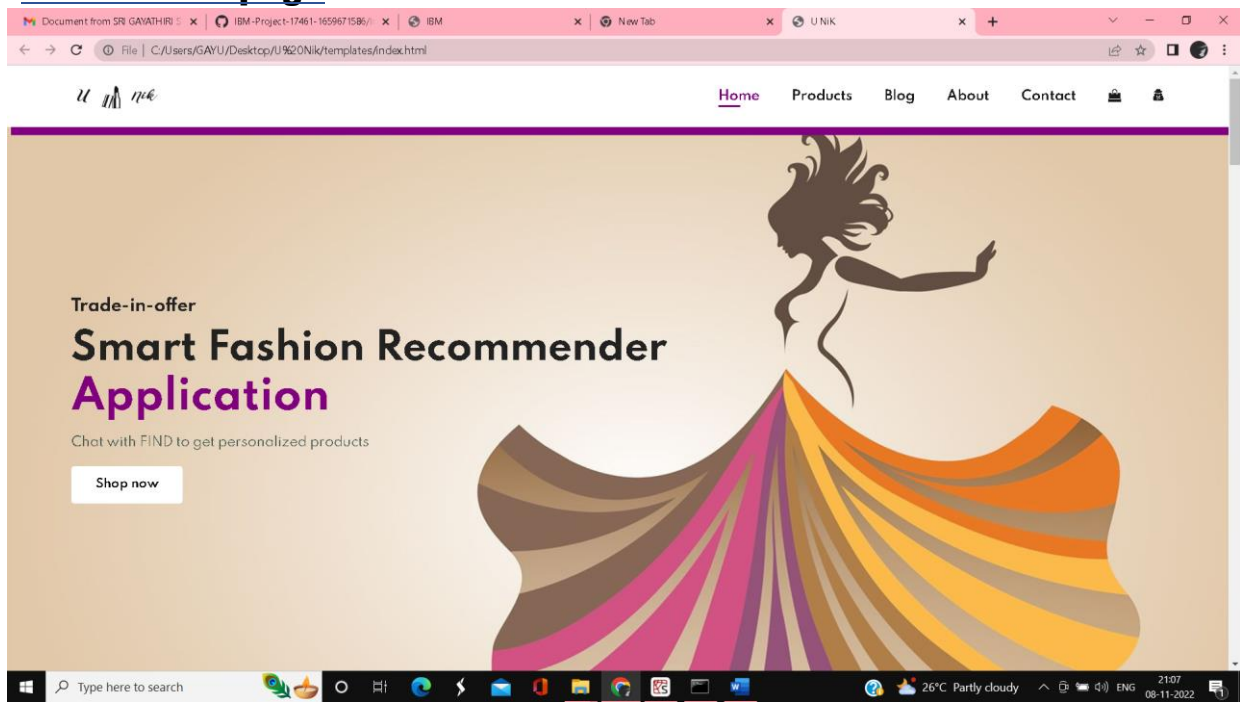 Document from SRI GAYATHIRI S
IBM-Project-17461-1659671586/
IBM
New Tab
U NiK
File | C:/Users/GAYU/Desktop/U%20Nik/templates/index.html
U nik
Home Products Blog About Contact
Trade-in-offer
Smart Fashion Recommender
Application
Chat with FIND to get personalized products
Shop now
Type here to search
26°C Partly cloudy
ENG
21:07
08-11-2022